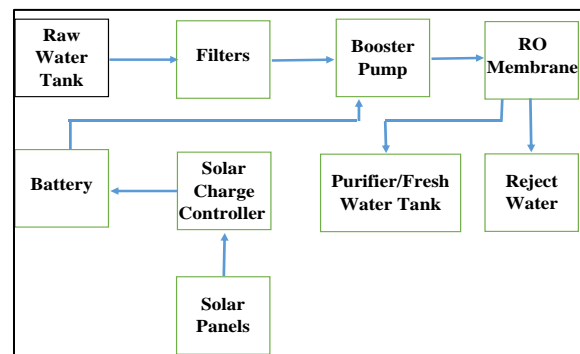 Raw
Water
Tank
Filters
Booster
Pump
RO
Membrane
Battery
Solar
Charge
Controller
Purifier/Fresh
Water Tank
Reject
Water
Solar
Panels